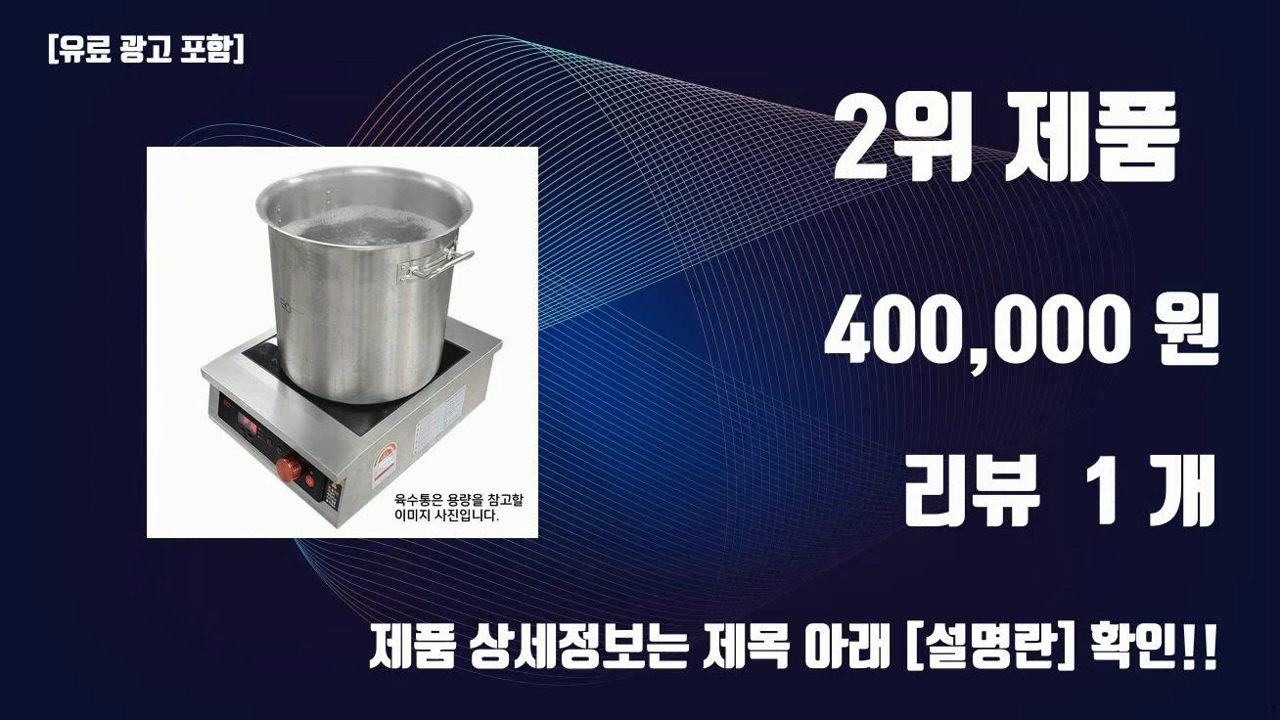 [유료 광고 포함]
2위 제품
400,000 원
리뷰 1 개
육수통은 용량을 참고할
이미지 사진입니다.
제품 상세정보는 제목 아래 [설명란] 확인!!